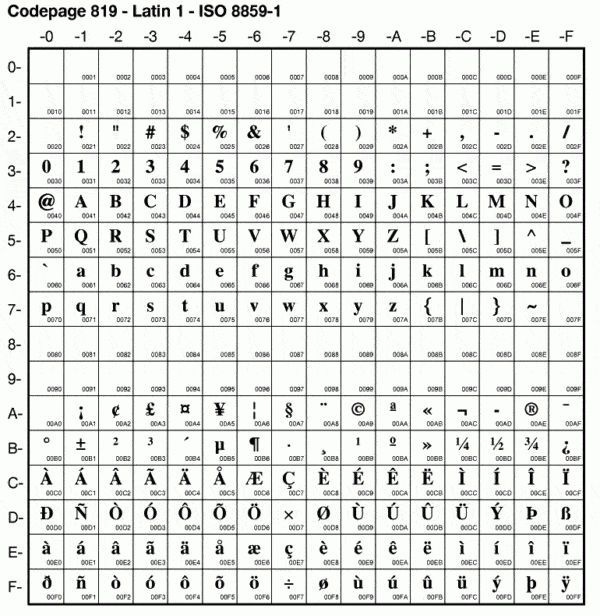 Codepage 819 - Latin 1 - ISO 8859-1
-0 -1 -2 -3 -4 -5 -6 -7 -8 -9 -A -B -C -D -E -F
0-
0001 0002 0003 0004 0005 0006 0007 0008 0009 000A 000B 000C 000D 000E 000F
1-
0010 0011 0012 0013 0014 0015 0016 0017 0018 0019 001A 001B 001C 001D 001E 001F
2- ! " # $ % & ' ( ) * + , - . /
0020 0021 0022 0023 0024 0025 0026 0027 0028 0029 002A 002B 002C 002D 002E 002F
3- 0 1 2 3 4 5 6 7 8 9 : ; < = > ?
0030 0031 0032 0033 0034 0035 0036 0037 0038 0039 003A 003B 003C 003D 003E 003F
4- @ A B C D E F G H I J K L M N O
0040 0041 0042 0043 0044 0045 0046 0047 0048 0049 004A 004B 004C 004D 004E 004F
5- P Q R S T U V W X Y Z [ \ ] ^ _
0050 0051 0052 0053 0054 0055 0056 0057 0058 0059 005A 005B 005C 005D 005E 005F
6- ` a b c d e f g h i j k l m n o
0060 0061 0062 0063 0064 0065 0066 0067 0068 0069 006A 006B 006C 006D 006E 006F
7- p q r s t u v w x y z { | } ~
0070 0071 0072 0073 0074 0075 0076 0077 0078 0079 007A 007B 007C 007D 007E 007F
8-
0080 0081 0082 0083 0084 0085 0086 0087 0088 0089 008A 008B 008C 008D 008E 008F
9-
0090 0091 0092 0093 0094 0095 0096 0097 0098 0099 009A 009B 009C 009D 009E 009F
A- ¡ ¢ £ ¤ ¥ ¦ § ¨ © ª « ¬ - ® ¯
00A0 00A1 00A2 00A3 00A4 00A5 00A6 00A7 00A8 00A9 00AA 00AB 00AC 00AD 00AE 00AF
B- ° ± ² ³ ´ µ ¶ · ¸ ¹ º » ¼ ½ ¾ ¿
00B0 00B1 00B2 00B3 00B4 00B5 00B6 00B7 00B8 00B9 00BA 00BB 00BC 00BD 00BE 00BF
C- À Á Â Ã Ä Å Æ Ç È É Ê Ë Ì Í Î Ï
00C0 00C1 00C2 00C3 00C4 00C5 00C6 00C7 00C8 00C9 00CA 00CB 00CC 00CD 00CE 00CF
D- Ð Ñ Ò Ó Ô Õ Ö × Ø Ù Ú Û Ü Ý Þ ß
00D0 00D1 00D2 00D3 00D4 00D5 00D6 00D7 00D8 00D9 00DA 00DB 00DC 00DD 00DE 00DF
E- à á â ã ä å æ ç è é ê ë ì í î ï
00E0 00E1 00E2 00E3 00E4 00E5 00E6 00E7 00E8 00E9 00EA 00EB 00EC 00ED 00EE 00EF
F- ð ñ ò ó ô õ ö ÷ ø ù ú û ü ý þ ÿ
00F0 00F1 00F2 00F3 00F4 00F5 00F6 00F7 00F8 00F9 00FA 00FB 00FC 00FD 00FE 00FF